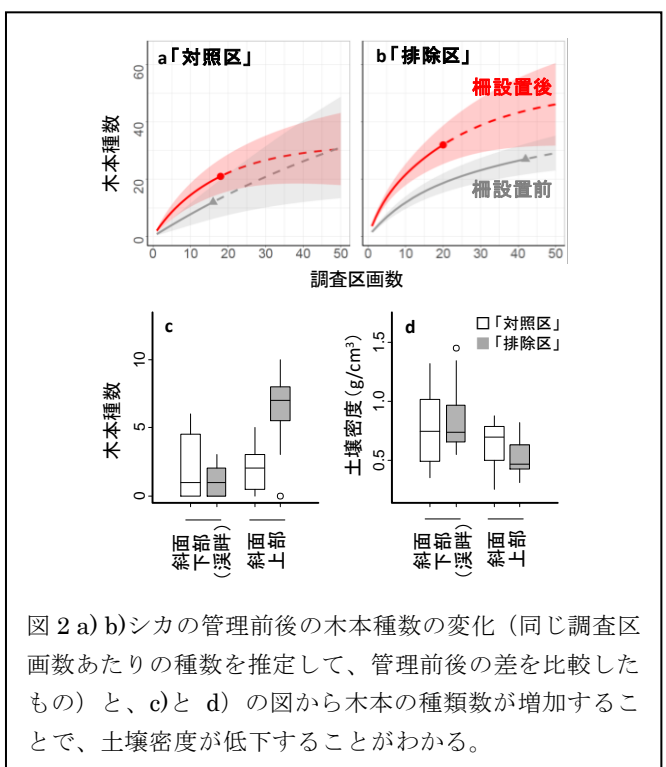 a「対照区」
b「排除区」
柵設置後
柵設置前
木本種数
0
20
40
60
0
10
20
30
40
50
0
10
20
30
40
50
調査区画数
c
木本種数
0
5
10
斜面下部(渓畔)
斜面上部
d
「対照区」
「排除区」
土壌密度(g/cm³)
0.5
1.0
1.5
斜面下部(渓畔)
斜面上部
図 2 a) b)シカの管理前後の木本種数の変化（同じ調査区
画数あたりの種数を推定して、管理前後の差を比較した
もの）と、c)と d）の図から木本の種類数が増加するこ
とで、土壌密度が低下することがわかる。